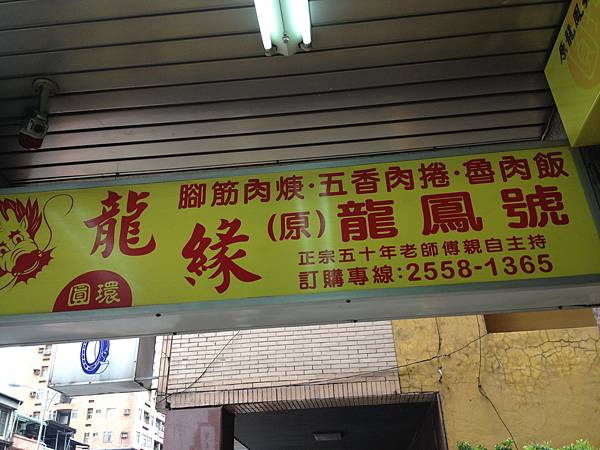 腳筋肉焿·五香肉捲·魯肉飯
龍緣
(原)龍鳳號
正宗五十年老師傅親自主持
訂購專線:2558-1365
圓環